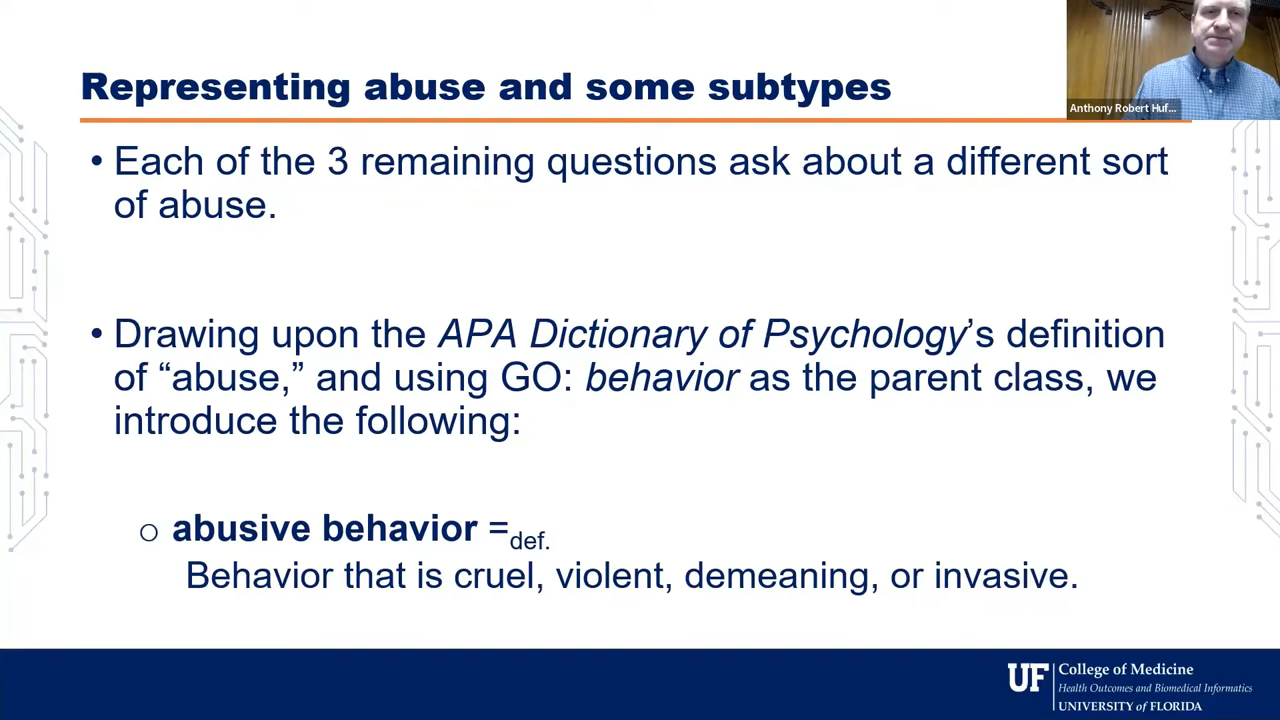 Representing abuse and some subtypes
Anthony Robert Huf...
• Each of the 3 remaining questions ask about a different sort
of abuse.
• Drawing upon the APA Dictionary of Psychology’s definition
of “abuse,” and using GO: behavior as the parent class, we
introduce the following:
o abusive behavior =def.
Behavior that is cruel, violent, demeaning, or invasive.
UF College of Medicine
Health Outcomes and Biomedical Informatics
UNIVERSITY of FLORIDA